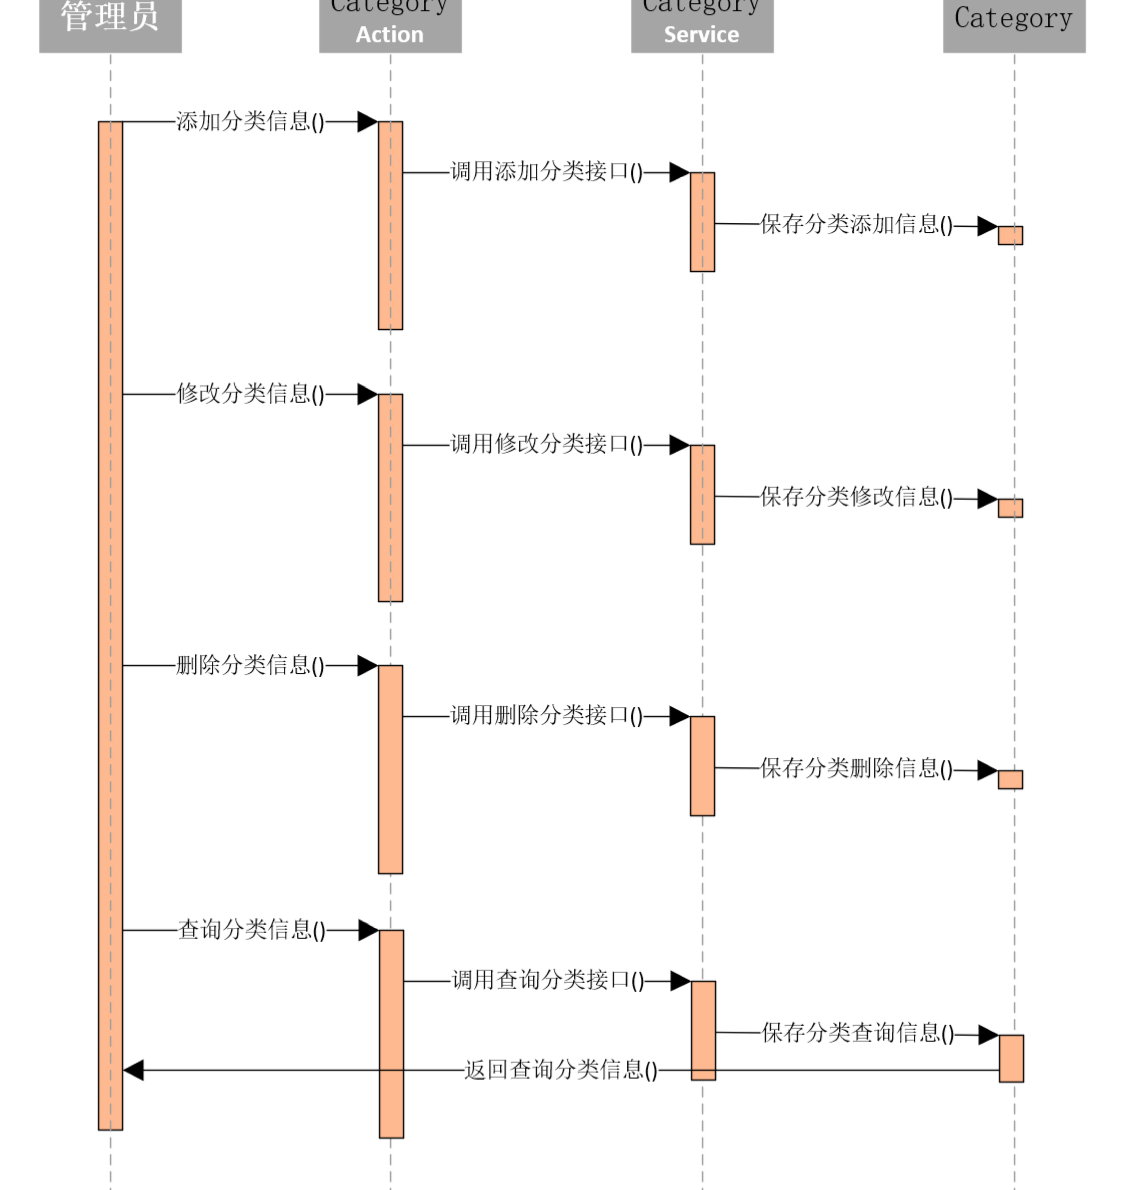 管理员
Category
Action
Category
Service
Category
添加分类信息()
调用添加分类接口()
保存分类添加信息()
修改分类信息()
调用修改分类接口()
保存分类修改信息()
删除分类信息()
调用删除分类接口()
保存分类删除信息()
查询分类信息()
调用查询分类接口()
保存分类查询信息()
返回查询分类信息()